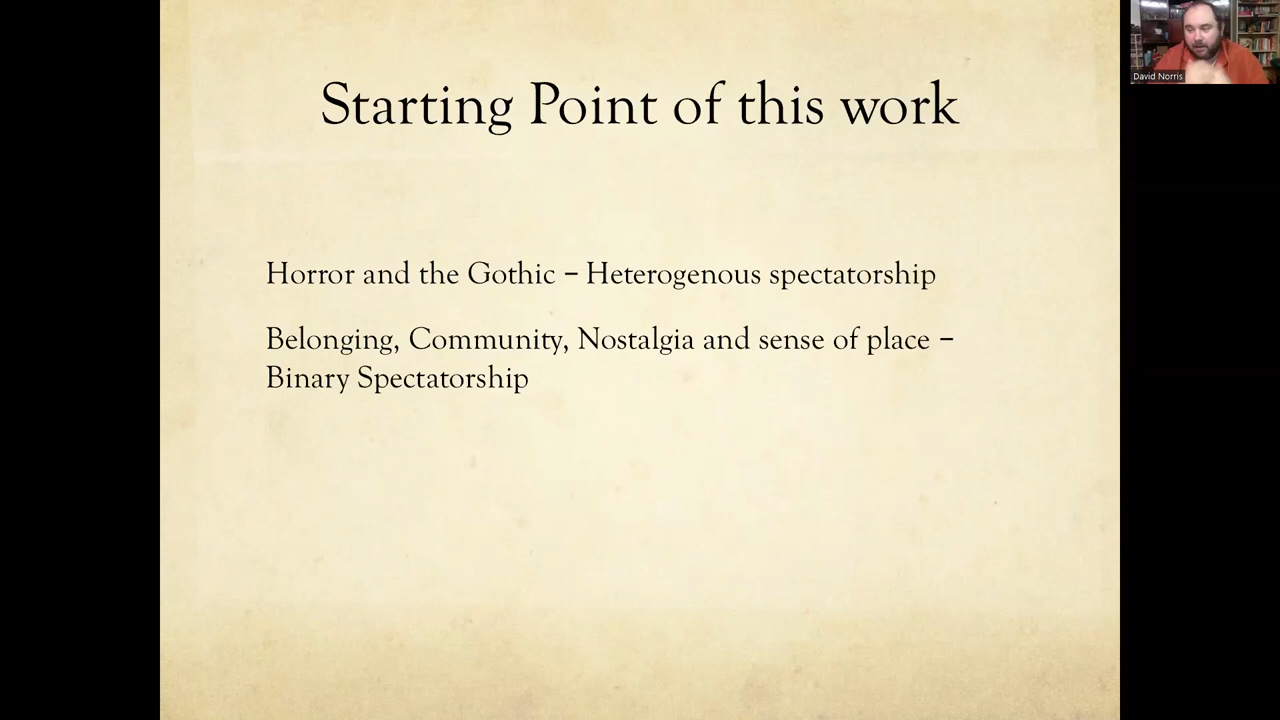 Starting Point of this work
Horror and the Gothic – Heterogenous spectatorship
Belonging, Community, Nostalgia and sense of place –
Binary Spectatorship
David Norris